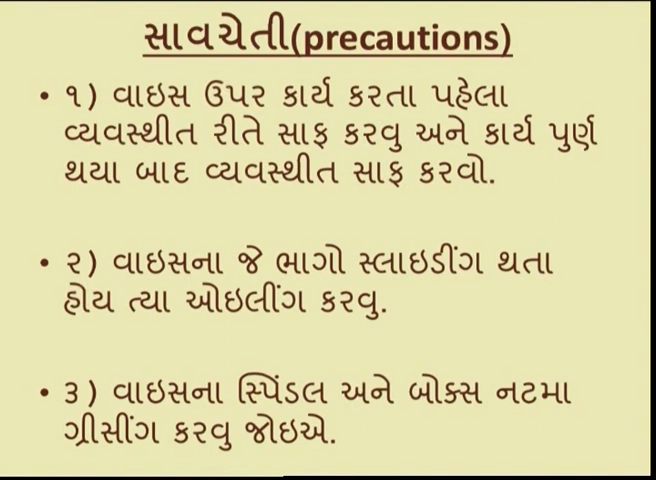 સાવચેતી(precautions)
• ૧) વાઇસ ઉપર કાર્ય કરતા પહેલા
વ્યવસ્થીત રીતે સાફ કરવુ અને કાર્ય પુર્ણ
થયા બાદ વ્યવસ્થીત સાફ કરવો.
• ૨) વાઇસના જે ભાગો સ્લાઇડીંગ થતા
હોય ત્યા ઓઇલીંગ કરવુ.
• ૩) વાઇસના સ્પિંડલ અને બોક્સ નટમા
ગ્રીસીંગ કરવુ જોઇએ.